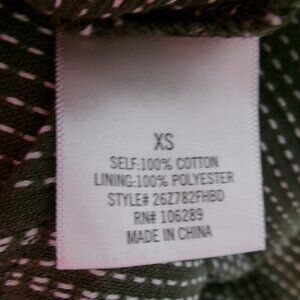 XS
SELF:100% COTTON
LINING:100% POLYESTER
STYLE# 26Z782FHBD
RN# 106289
MADE IN CHINA